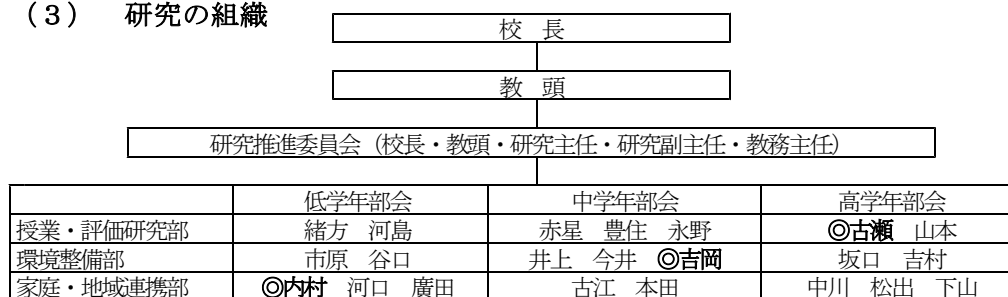 （３）　研究の組織
校　長
教　頭
研究推進委員会（校長・教頭・研究主任・研究副主任・教務主任）
低学年部会　中学年部会　高学年部会
授業・評価研究部　緒方　河島　赤星　豊住　永野　◎古瀬　山本
環境整備部　市原　谷口　井上　今井　◎吉岡　坂口　吉村
家庭・地域連携部　◎内村　河口　廣田　古江　本田　中川　松出　下山